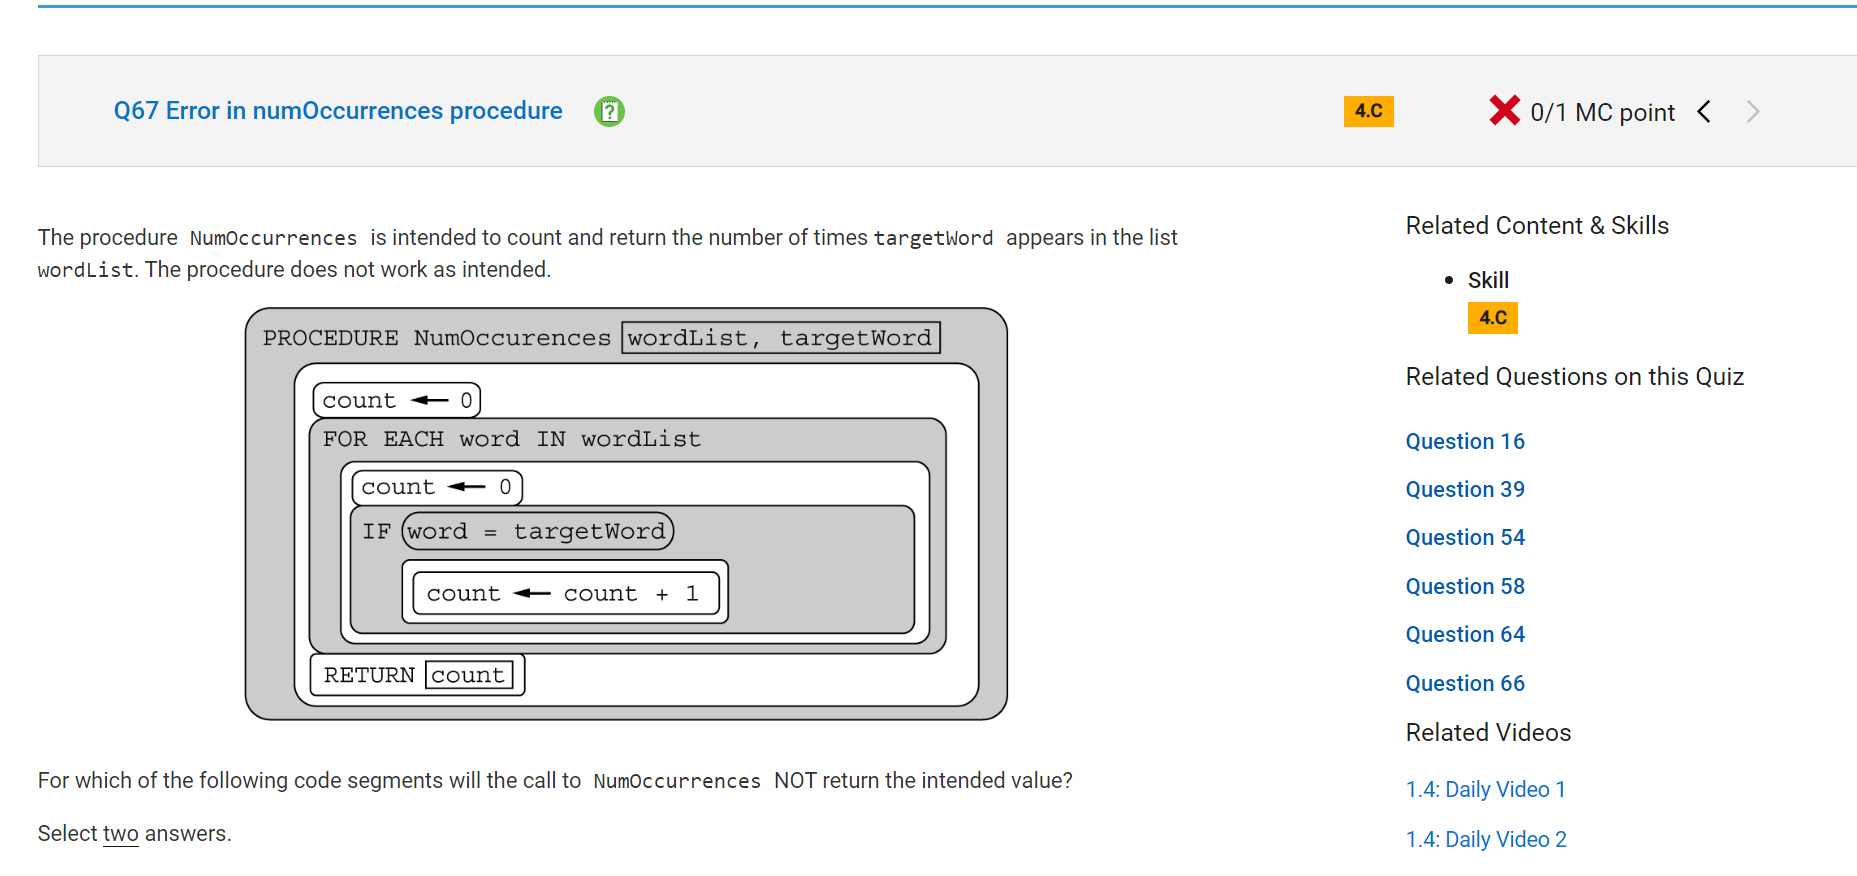 Q67 Error in numOccurrences procedure
?
4.C
0/1 MC point
The procedure NumOccurrences is intended to count and return the number of times targetWord appears in the list
wordList. The procedure does not work as intended.
PROCEDURE NumOccurences wordList, targetWord
count ← 0
FOR EACH word IN wordList
count ← 0
IF word = targetWord
count ← count + 1
RETURN count
For which of the following code segments will the call to NumOccurrences NOT return the intended value?
Select two answers.
Related Content & Skills
• Skill
4.C
Related Questions on this Quiz
Question 16
Question 39
Question 54
Question 58
Question 64
Question 66
Related Videos
1.4: Daily Video 1
1.4: Daily Video 2